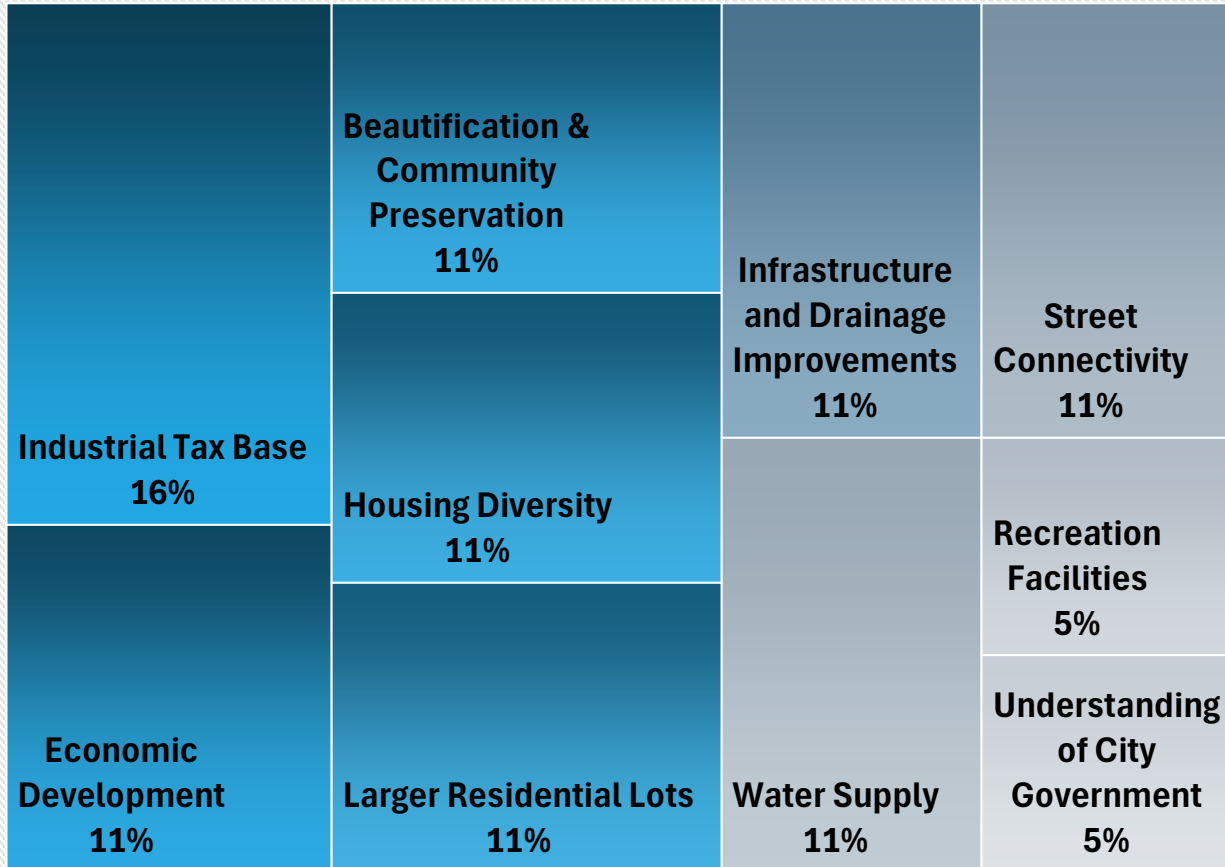 Industrial Tax Base
16%
Economic
Development
11%
Beautification &
Community
Preservation
11%
Housing Diversity
11%
Larger Residential Lots
11%
Infrastructure
and Drainage
Improvements
11%
Water Supply
11%
Street
Connectivity
11%
Recreation
Facilities
5%
Understanding
of City
Government
5%